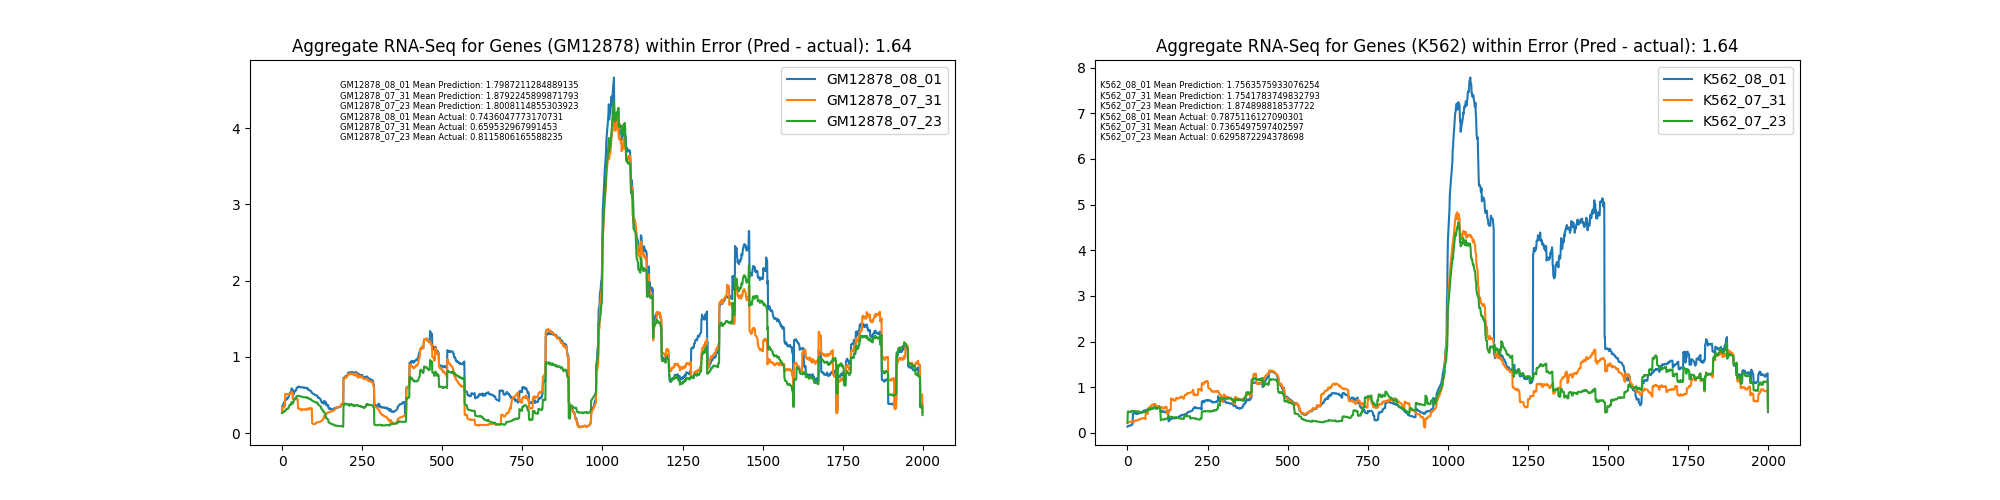 Aggregate RNA-Seq for Genes (GM12878) within Error (Pred - actual): 1.64
GM12878_08_01 Mean Prediction: 1.7987211284889135
GM12878_07_31 Mean Prediction: 1.8792245899871793
GM12878_07_23 Mean Prediction: 1.8008114855303923
GM12878_08_01 Mean Actual: 0.7436047773170731
GM12878_07_31 Mean Actual: 0.659532967991453
GM12878_07_23 Mean Actual: 0.8115806165588235
GM12878_08_01
GM12878_07_31
GM12878_07_23
4
3
2
1
0
0 250 500 750 1000 1250 1500 1750 2000
Aggregate RNA-Seq for Genes (K562) within Error (Pred - actual): 1.64
K562_08_01 Mean Prediction: 1.7563575933076254
K562_07_31 Mean Prediction: 1.7541783749832793
K562_07_23 Mean Prediction: 1.874898818537722
K562_08_01 Mean Actual: 0.7875116127090301
K562_07_31 Mean Actual: 0.7365497597402597
K562_07_23 Mean Actual: 0.6295872294378698
K562_08_01
K562_07_31
K562_07_23
8
7
6
5
4
3
2
1
0
0 250 500 750 1000 1250 1500 1750 2000